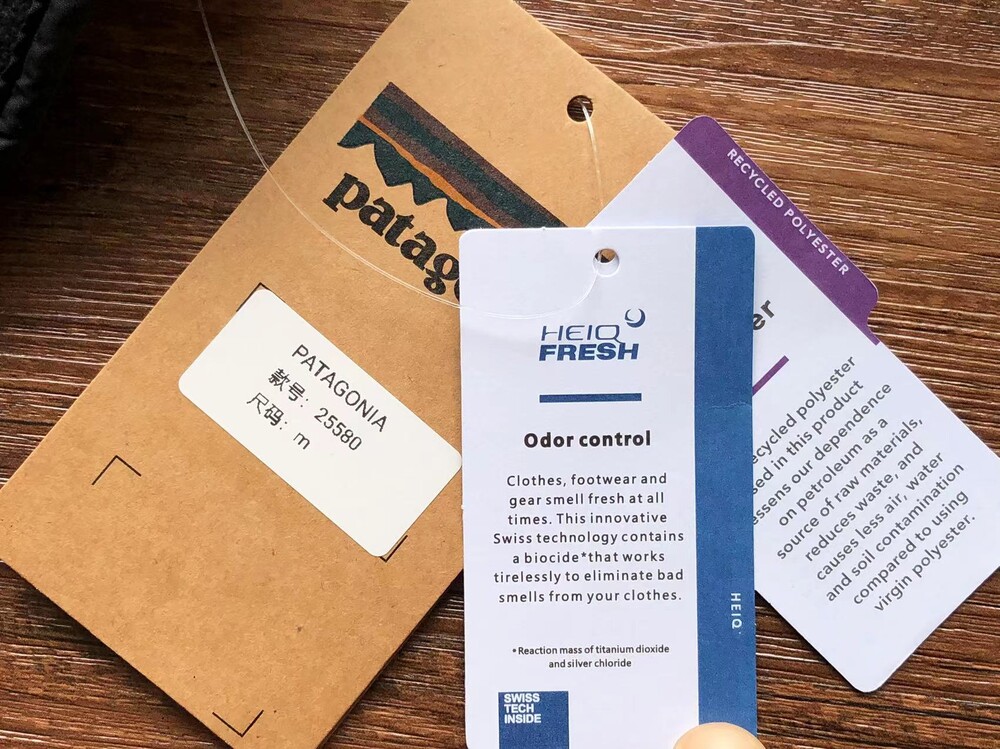 patag
PATAGONIA
款号: 25580
尺码: m
HEIQ
FRESH
Odor control
Clothes, footwear and
gear smell fresh at all
times. This innovative
Swiss technology contains
a biocide*that works
tirelessly to eliminate bad
smells from your clothes.
*Reaction mass of titanium dioxide
and silver chloride
SWISS
TECH
INSIDE
HEIQ
RECYCLED POLYESTER
er
ecycled polyester
sed in this product
essens our dependence
on petroleum as a
source of raw materials,
reduces waste, and
causes less air, water
and soil contamination
compared to using
virgin polyester.